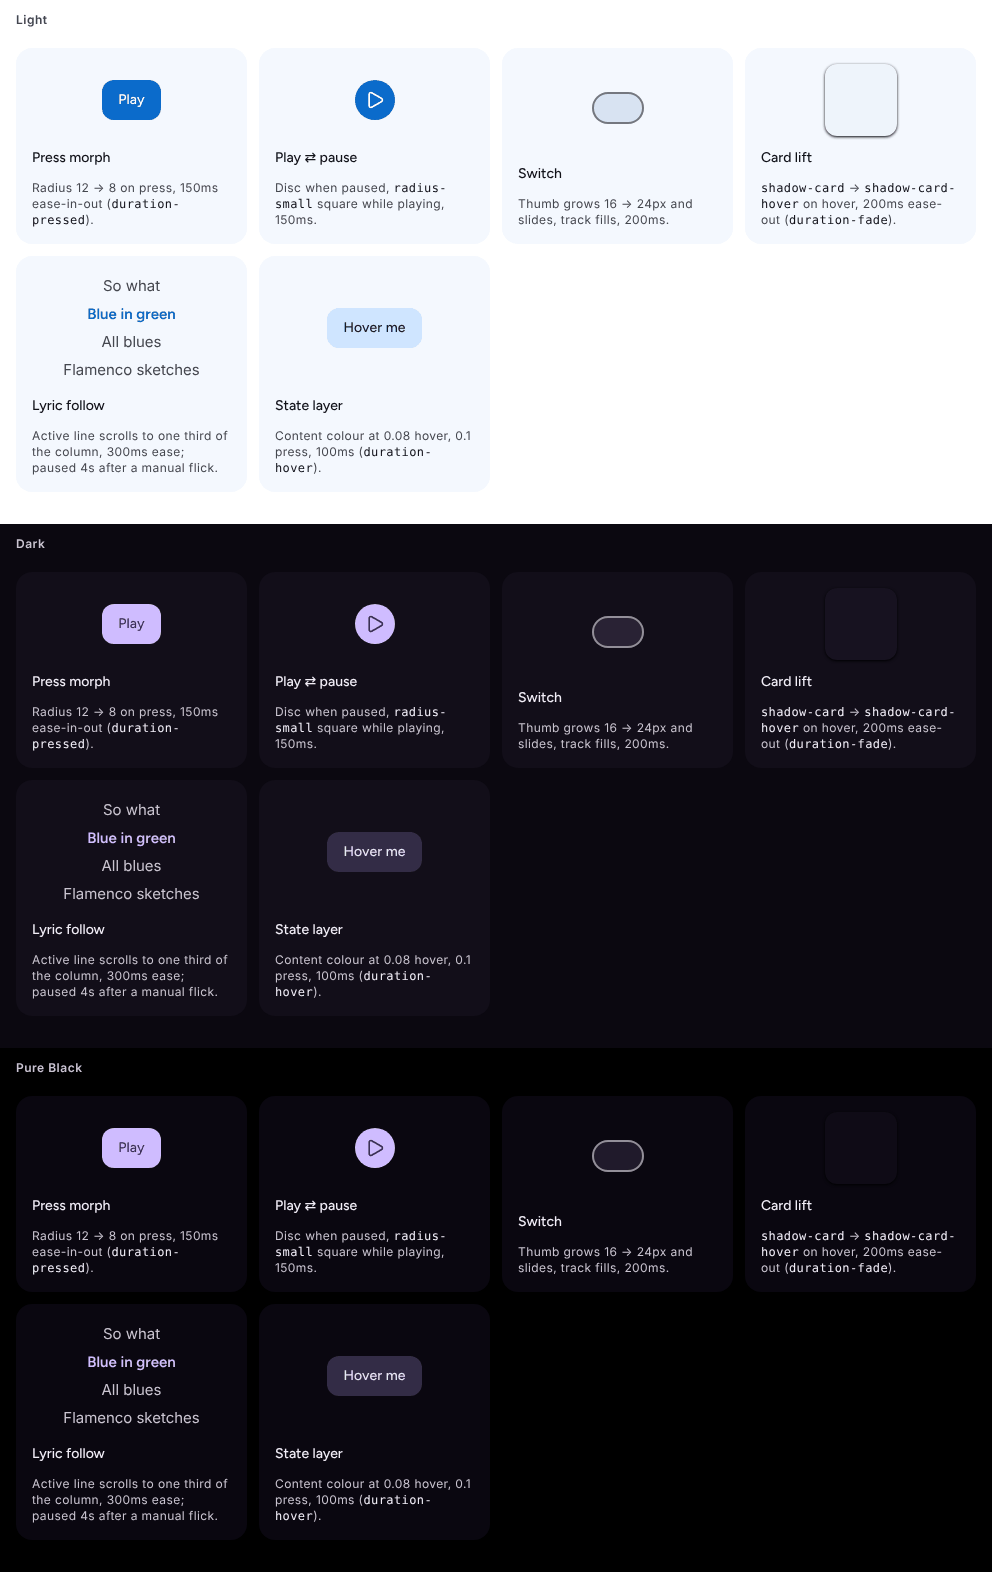 Light
Play
Press morph
Radius 12 → 8 on press, 150ms
ease-in-out (duration-
pressed).
Play ⇄ pause
Disc when paused, radius-
small square while playing,
150ms.
Switch
Thumb grows 16 → 24px and
slides, track fills, 200ms.
Card lift
shadow-card → shadow-card-
hover on hover, 200ms ease-
out (duration-fade).
So what
Blue in green
All blues
Flamenco sketches
Lyric follow
Active line scrolls to one third of
the column, 300ms ease;
paused 4s after a manual flick.
Hover me
State layer
Content colour at 0.08 hover, 0.1
press, 100ms (duration-
hover).
Dark
Play
Press morph
Radius 12 → 8 on press, 150ms
ease-in-out (duration-
pressed).
Play ⇄ pause
Disc when paused, radius-
small square while playing,
150ms.
Switch
Thumb grows 16 → 24px and
slides, track fills, 200ms.
Card lift
shadow-card → shadow-card-
hover on hover, 200ms ease-
out (duration-fade).
So what
Blue in green
All blues
Flamenco sketches
Lyric follow
Active line scrolls to one third of
the column, 300ms ease;
paused 4s after a manual flick.
Hover me
State layer
Content colour at 0.08 hover, 0.1
press, 100ms (duration-
hover).
Pure Black
Play
Press morph
Radius 12 → 8 on press, 150ms
ease-in-out (duration-
pressed).
Play ⇄ pause
Disc when paused, radius-
small square while playing,
150ms.
Switch
Thumb grows 16 → 24px and
slides, track fills, 200ms.
Card lift
shadow-card → shadow-card-
hover on hover, 200ms ease-
out (duration-fade).
So what
Blue in green
All blues
Flamenco sketches
Lyric follow
Active line scrolls to one third of
the column, 300ms ease;
paused 4s after a manual flick.
Hover me
State layer
Content colour at 0.08 hover, 0.1
press, 100ms (duration-
hover).